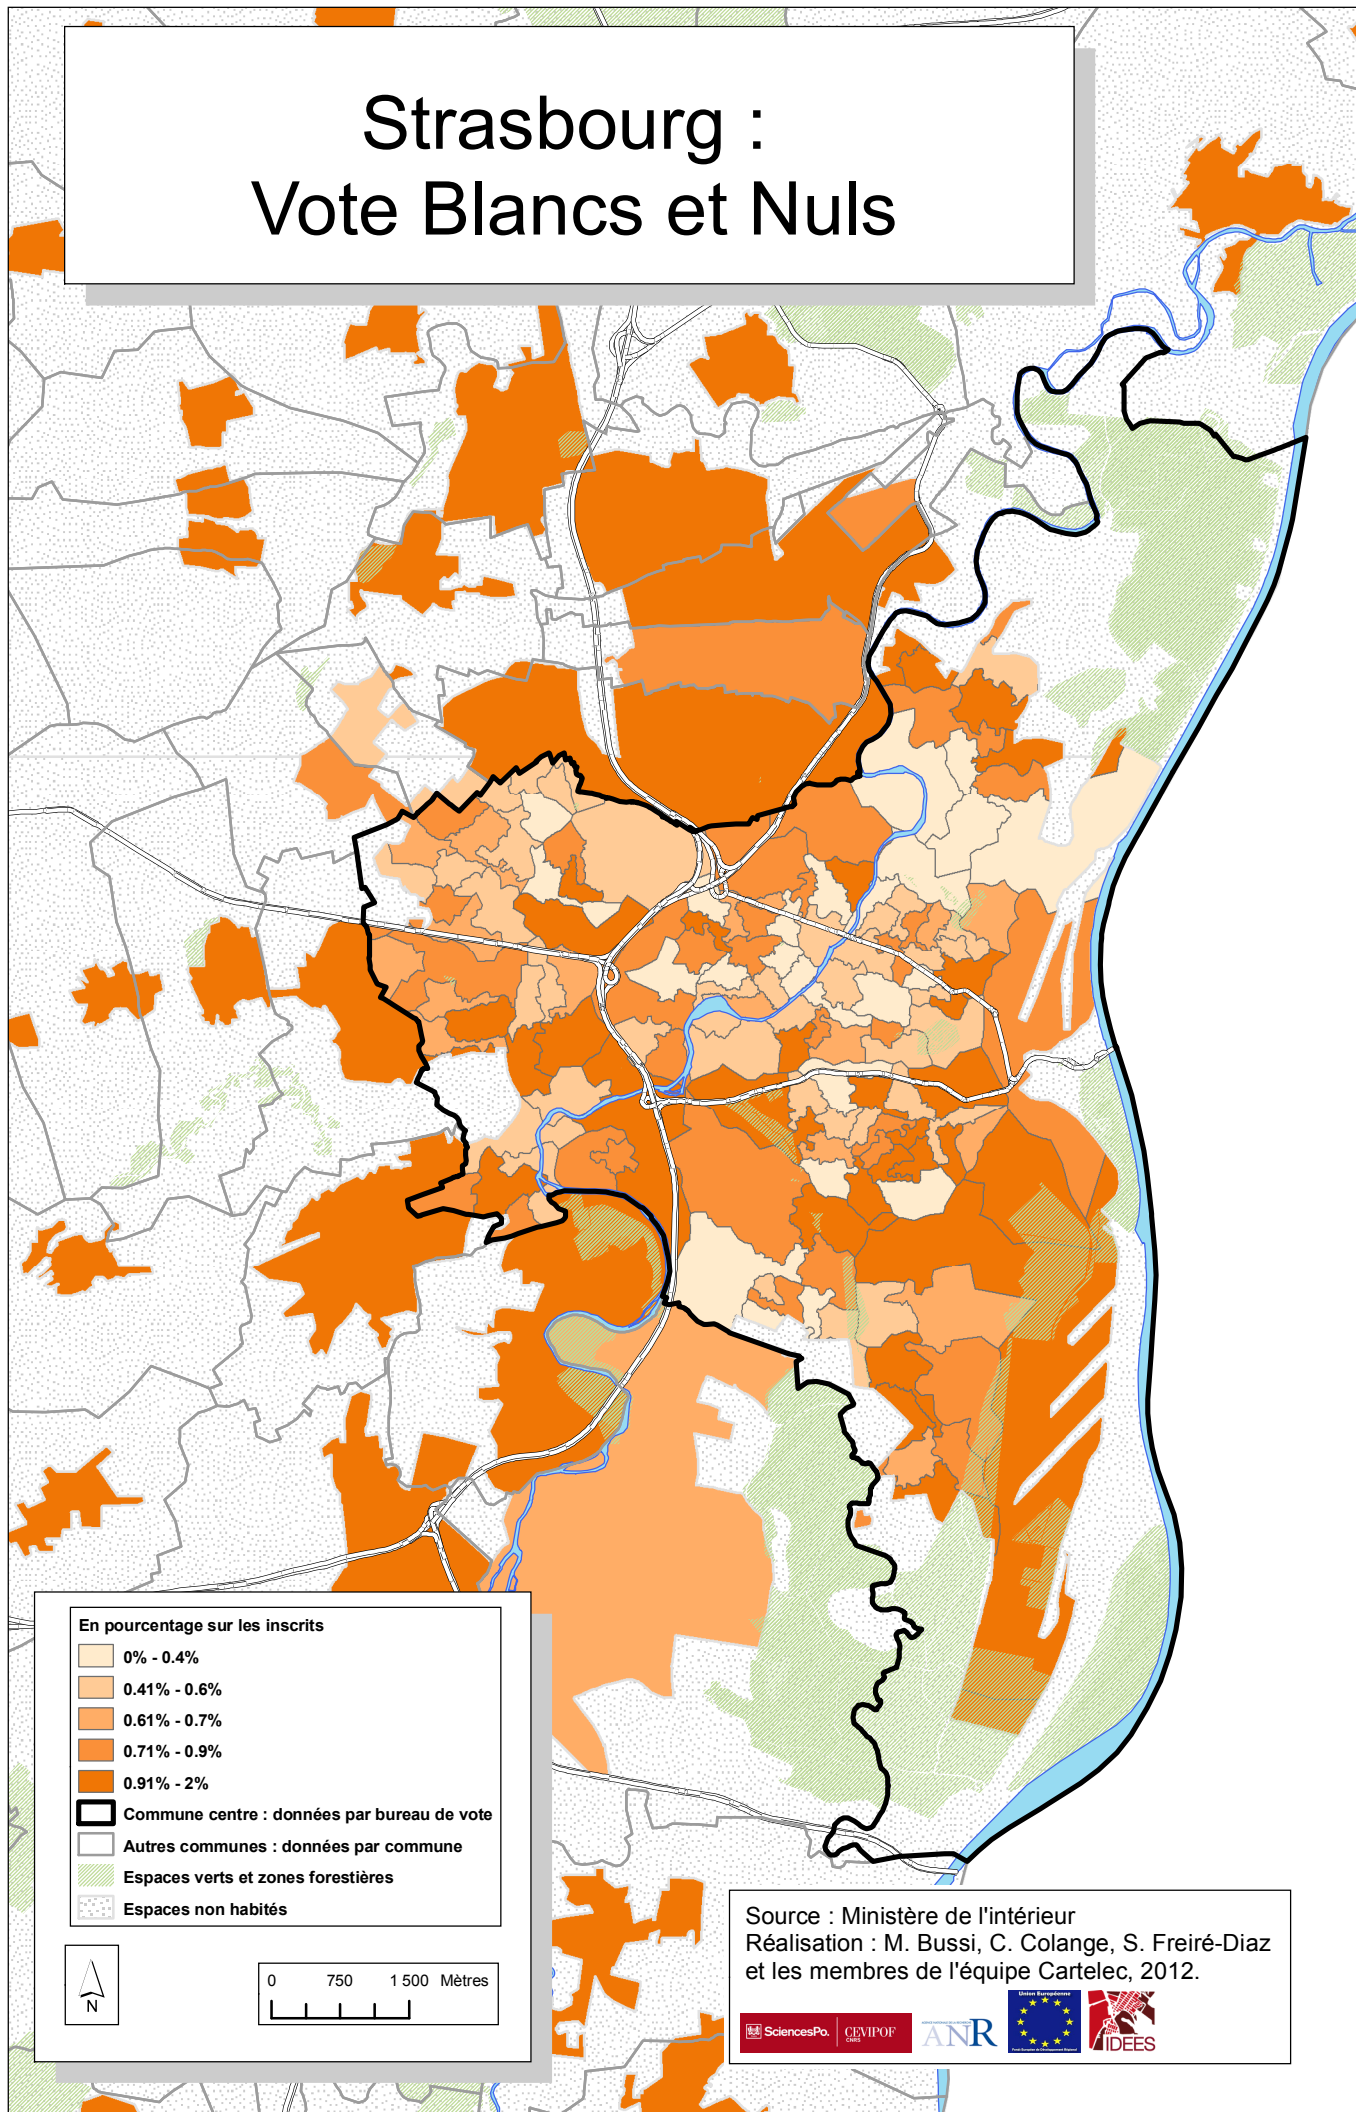 Strasbourg :
Vote Blancs et Nuls
En pourcentage sur les inscrits
0% - 0.4%
0.41% - 0.6%
0.61% - 0.7%
0.71% - 0.9%
0.91% - 2%
Commune centre : données par bureau de vote
Autres communes : données par commune
Espaces verts et zones forestières
Espaces non habités
N
0 750 1 500 Mètres
Source : Ministère de l'intérieur
Réalisation : M. Bussi, C. Colange, S. Freiré-Diaz
et les membres de l'équipe Cartelec, 2012.
SciencesPo. CEVIPOF
CNRS
ANR
Union Européenne
IDEES